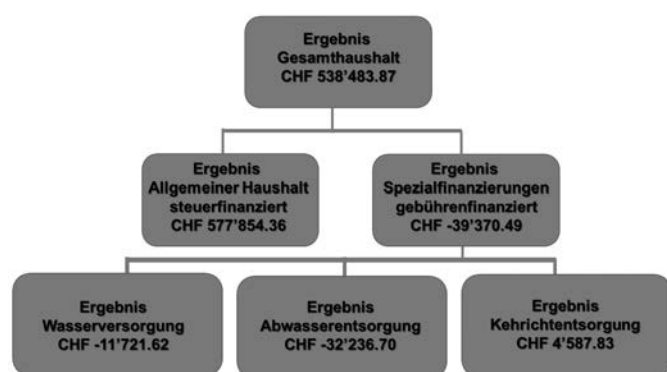 Ergebnis
Gesamthaushalt
CHF 538'483.87
Ergebnis
Allgemeiner Haushalt
steuerfinanziert
CHF 577'854.36
Ergebnis
Spezialfinanzierungen
gebührenfinanziert
CHF -39'370.49
Ergebnis
Wasserversorgung
CHF -11'721.62
Ergebnis
Abwasserentsorgung
CHF -32'236.70
Ergebnis
Kehrichtentsorgung
CHF 4'587.83